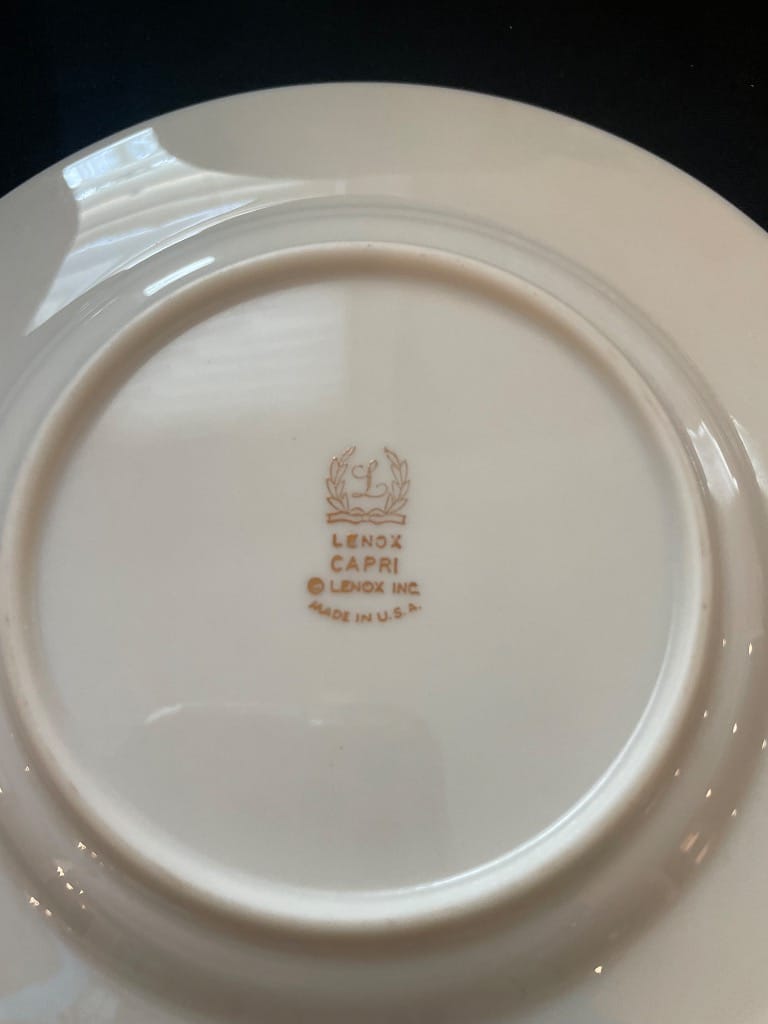 L
LENOX
CAPRI
© LENOX INC.
MADE IN U.S.A.